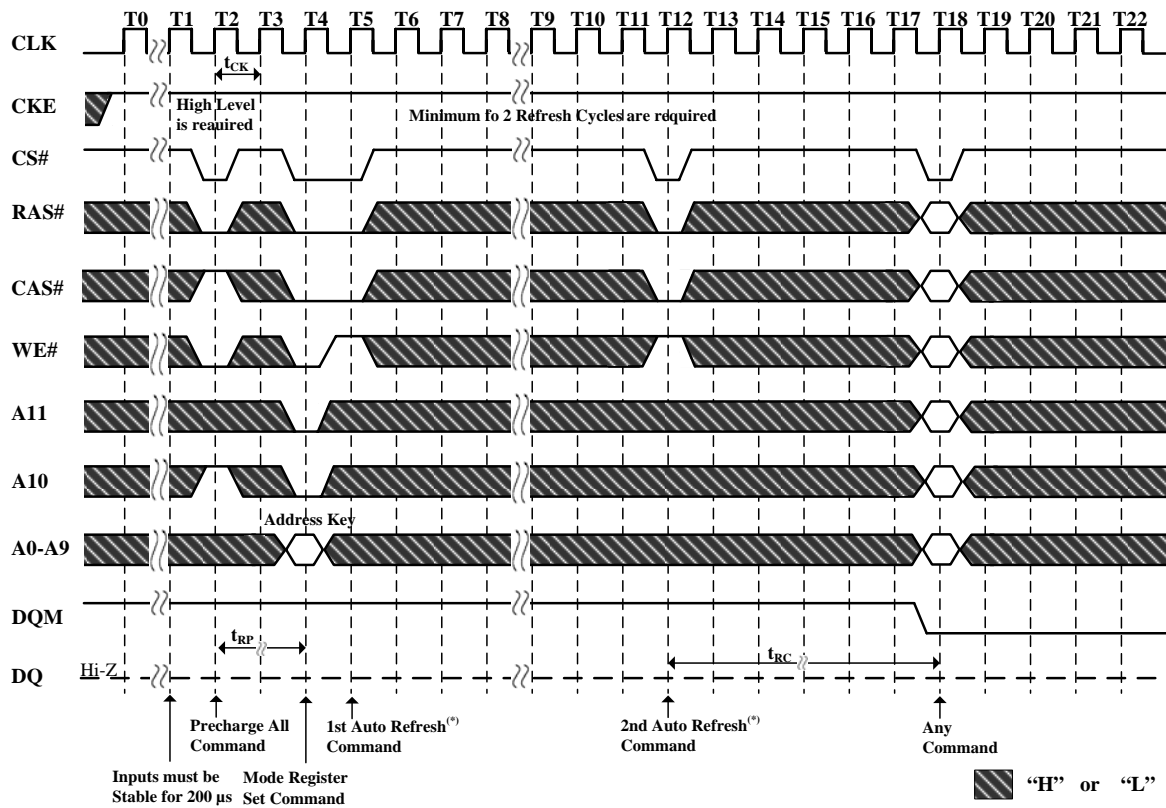 T0 T1 T2 T3 T4 T5 T6 T7 T8 T9 T10 T11 T12 T13 T14 T15 T16 T17 T18 T19 T20 T21 T22
CLK
tCK
CKE
High Level
is reauired
Minimum fo 2 Refresh Cycles are required
CS#
RAS#
CAS#
WE#
A11
A10
Address Key
A0-A9
DQM
tRP
tRC
DQ
Hi-Z
Precharge All
Command
1st Auto Refresh(*)
Command
2nd Auto Refresh(*)
Command
Any
Command
Inputs must be
Stable for 200 µs
Mode Register
Set Command
“H” or “L”